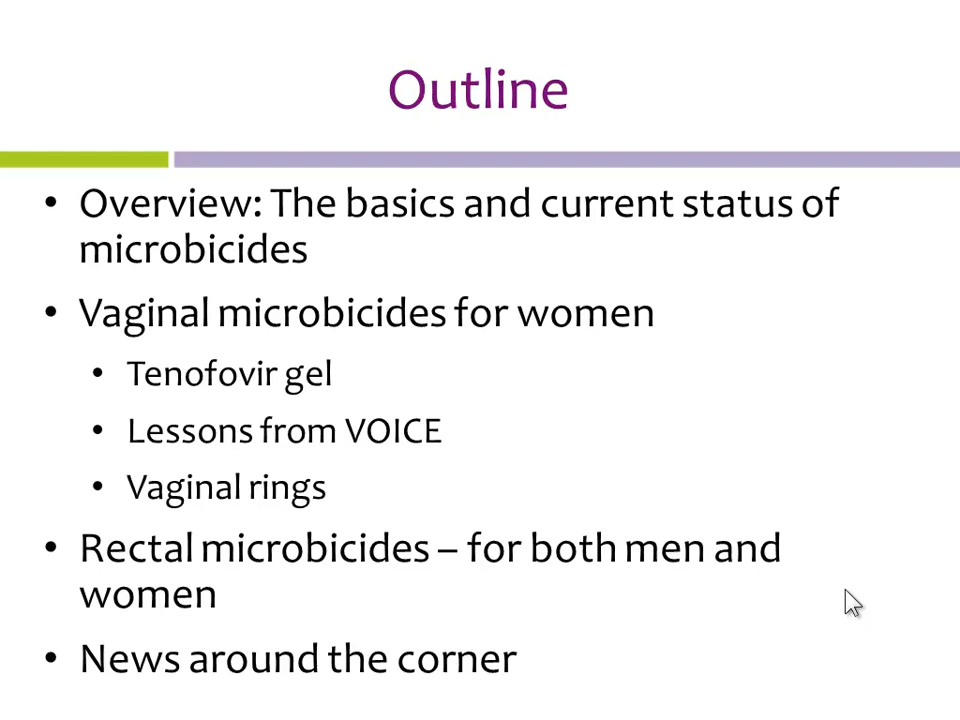 Outline
• Overview: The basics and current status of
microbicides
• Vaginal microbicides for women
• Tenofovir gel
• Lessons from VOICE
• Vaginal rings
• Rectal microbicides – for both men and
women
• News around the corner